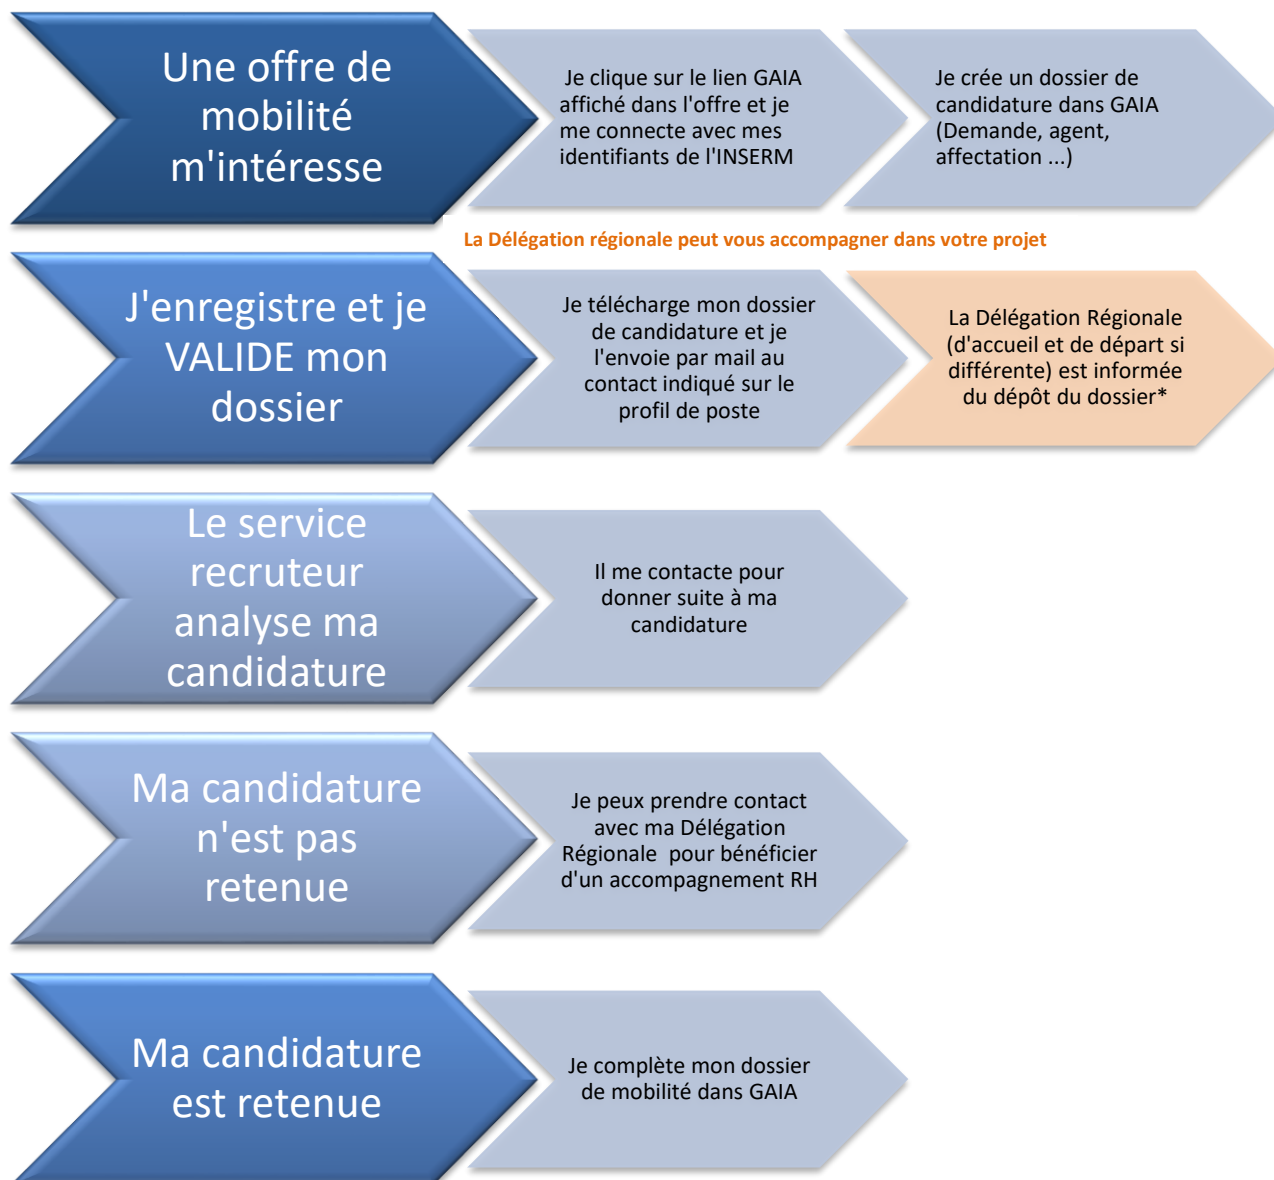 Une offre de
mobilité
m'intéresse
Je clique sur le lien GAIA
affiché dans l'offre et je
me connecte avec mes
identifiants de l'INSERM
Je crée un dossier de
candidature dans GAIA
(Demande, agent,
affectation ...)
La Délégation régionale peut vous accompagner dans votre projet
J'enregistre et je
VALIDE mon
dossier
Je télécharge mon dossier
de candidature et je
l'envoie par mail au
contact indiqué sur le
profil de poste
La Délégation Régionale
(d'accueil et de départ si
différente) est informée
du dépôt du dossier*
Le service
recruteur
analyse ma
candidature
Il me contacte pour
donner suite à ma
candidature
Ma candidature
n'est pas
retenue
Je peux prendre contact
avec ma Délégation
Régionale pour bénéficier
d'un accompagnement RH
Ma candidature
est retenue
Je complète mon dossier
de mobilité dans GAIA